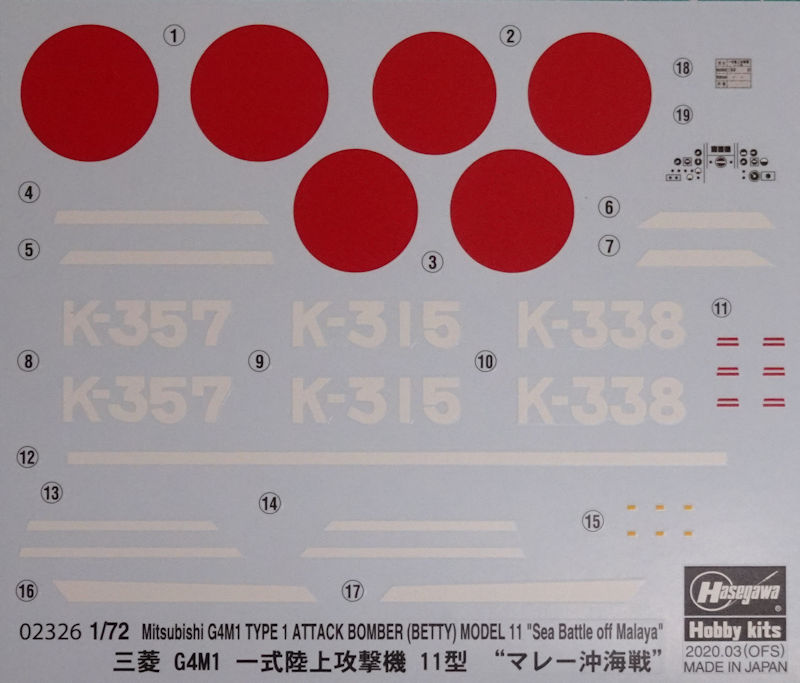 1
2
18
19
4
5
6
7
3
K-357 K-315 K-338
11
8
9
10
K-357 K-315 K-338
12
13
14
15
16
17
Hasegawa
Hobby kits
02326 1/72 Mitsubishi G4M1 TYPE 1 ATTACK BOMBER (BETTY) MODEL 11 "Sea Battle off Malaya"
2020.03 (OFS)
三菱 G4M1 一式陸上攻撃機 11型 “マレー沖海戦”
MADE IN JAPAN